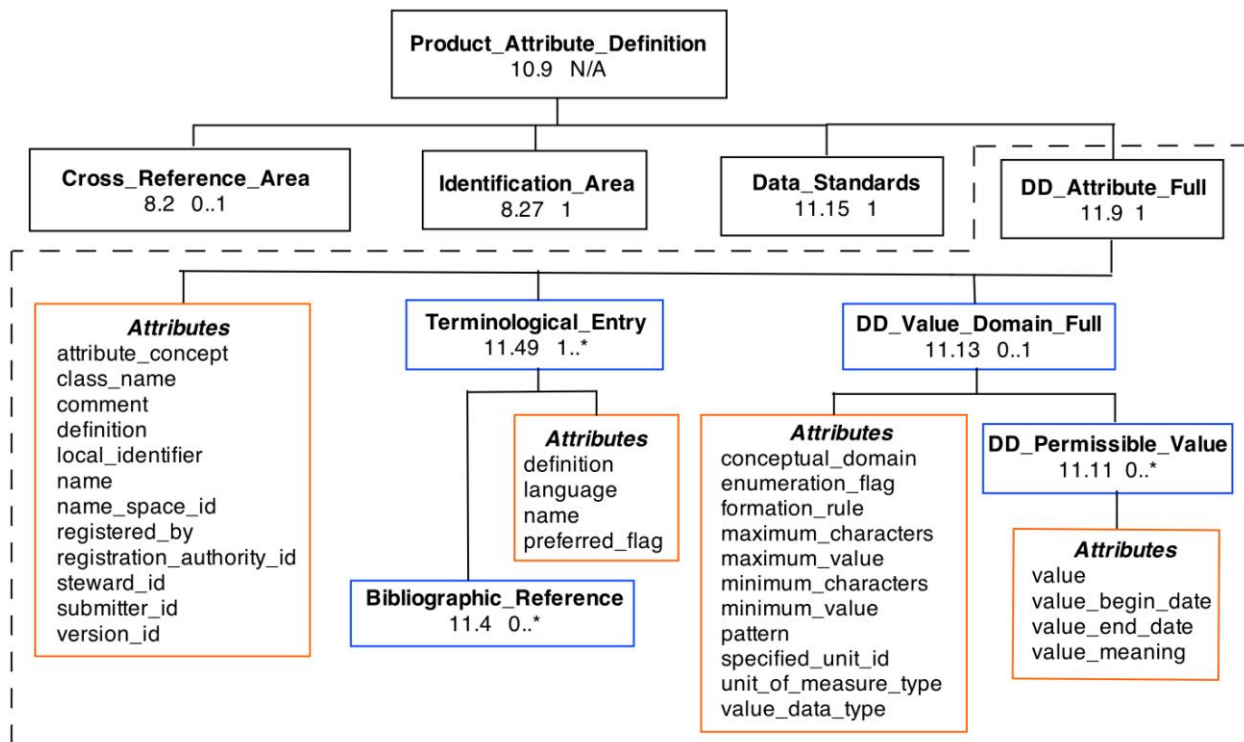 Product_Attribute_Definition
10.9 N/A
Cross_Reference_Area
8.2 0..1
Identification_Area
8.27 1
Data_Standards
11.15 1
DD_Attribute_Full
11.9 1
Attributes
attribute_concept
class_name
comment
definition
local_identifier
name
name_space_id
registered_by
registration_authority_id
steward_id
submitter_id
version_id
Terminological_Entry
11.49 1..*
Attributes
definition
language
name
preferred_flag
Bibliographic_Reference
11.4 0..*
DD_Value_Domain_Full
11.13 0..1
Attributes
conceptual_domain
enumeration_flag
formation_rule
maximum_characters
maximum_value
minimum_characters
minimum_value
pattern
specified_unit_id
unit_of_measure_type
value_data_type
DD_Permissible_Value
11.11 0..*
Attributes
value
value_begin_date
value_end_date
value_meaning